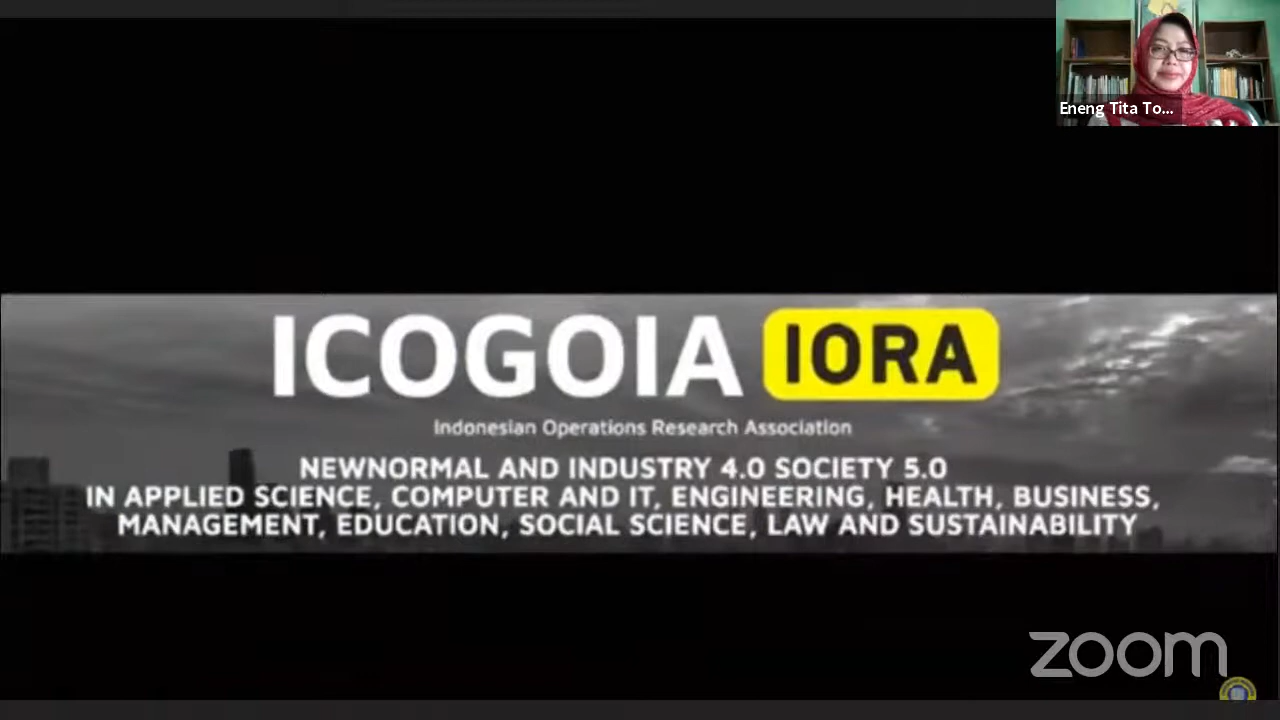 Eneng Tita To...
ICOGOIA IORA
Indonesian Operations Research Association
NEWNORMAL AND INDUSTRY 4.0 SOCIETY 5.0
IN APPLIED SCIENCE, COMPUTER AND IT, ENGINEERING, HEALTH, BUSINESS,
MANAGEMENT, EDUCATION, SOCIAL SCIENCE, LAW AND SUSTAINABILITY
zoom